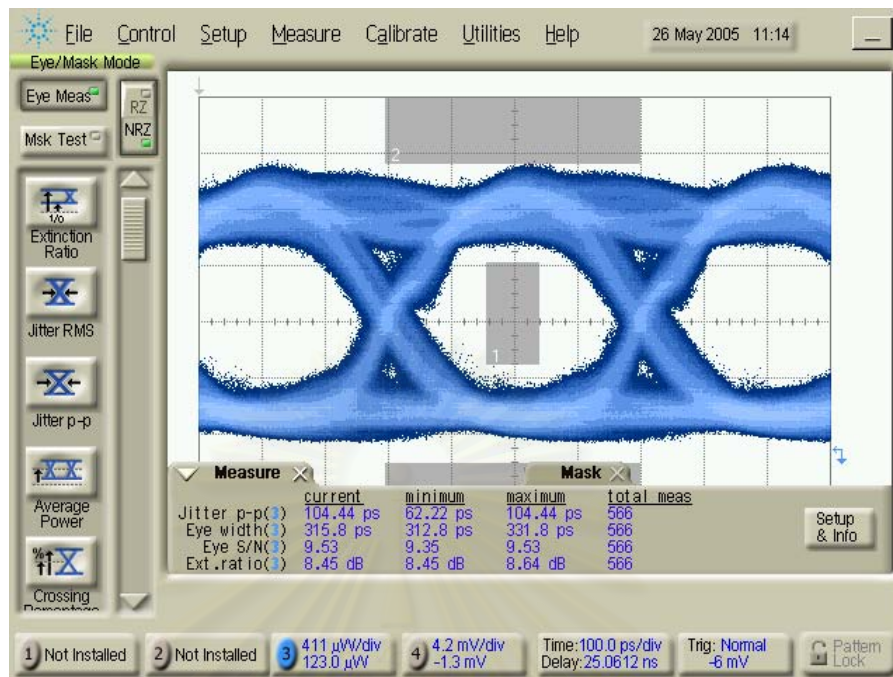 File Control Setup Measure Calibrate Utilities Help 26 May 2005 11:14
Eye/Mask Mode
Eye Meas
RZ
NRZ
Msk Test
1/0
Extinction
Ratio
Jitter RMS
Jitter p-p
Average
Power
%
Crossing
2
1
Measure
Mask
current minimum maximum total meas
Jitter p-p(3) 104.44 ps 62.22 ps 104.44 ps 566
Eye width(3) 315.8 ps 312.8 ps 331.8 ps 566
Eye S/N(3) 9.53 9.35 9.53 566
Ext.ratio(3) 8.45 dB 8.45 dB 8.64 dB 566
Setup
& Info
1 Not Installed
2 Not Installed
3 411 µW/div
123.0 µW
4 4.2 mV/div
-1.3 mV
Time:100.0 ps/div
Delay:25.0612 ns
Trig: Normal
-6 mV
Pattern
Lock